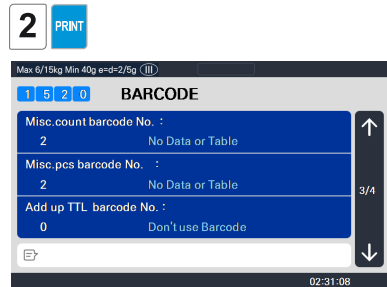 2 PRINT
Max 6/15kg Min 40g e=d=2/5g (III)
1 5 2 0 BARCODE
Misc.count barcode No. :
2 No Data or Table
Misc.pcs barcode No. :
2 No Data or Table
3/4
Add up TTL barcode No. :
0 Don't use Barcode
02:31:08